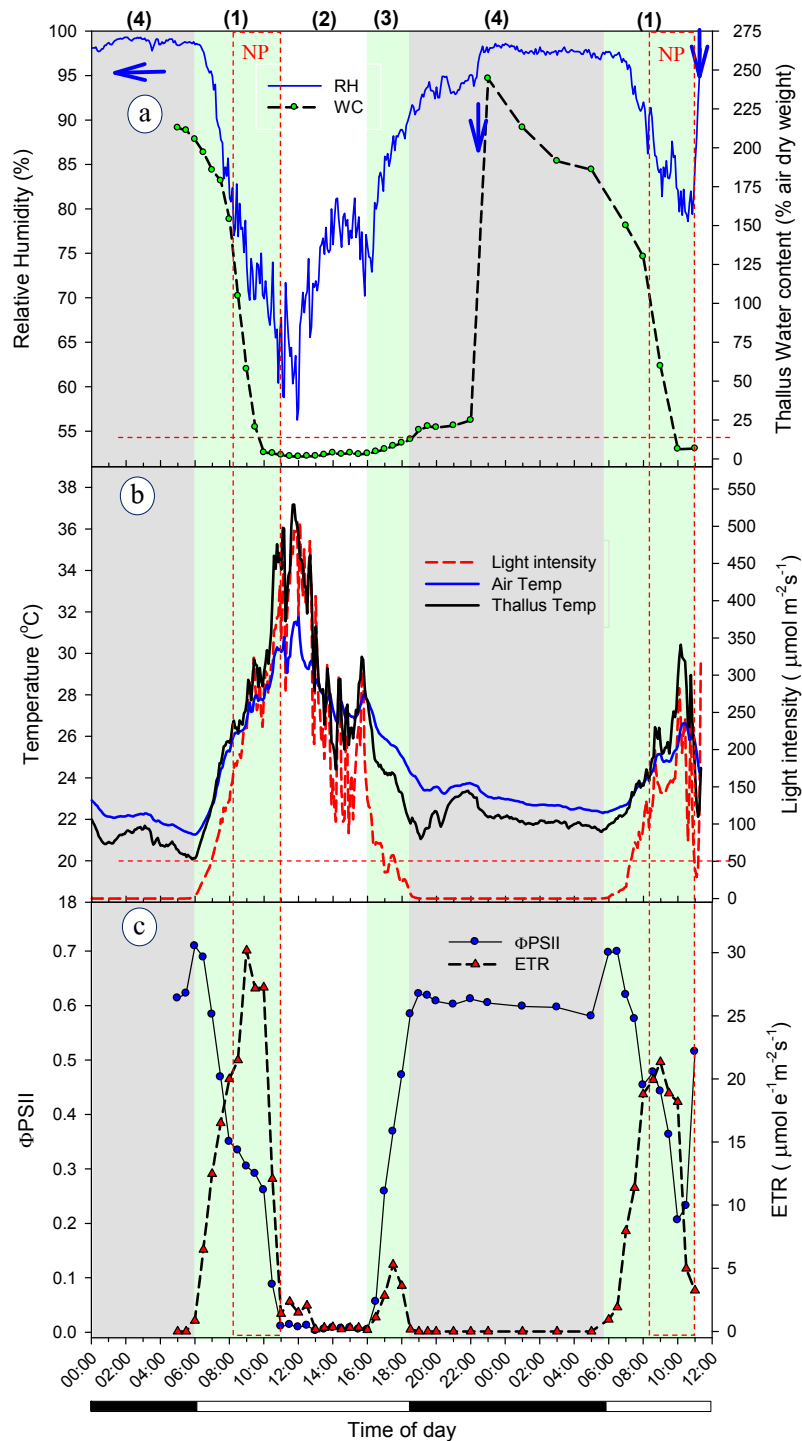 (4) (1) (2) (3) (4) (1)
100 275
NP NP
95 250
RH
WC
a
90 225
85 200
80 175
75 150
70 125
65 100
60 75
55 50
25
0
Relative Humidity (%)
Thallus Water content (% air dry weight)
b
38 550
36 500
34 450
32 400
30 350
28 300
26 250
24 200
22 150
20 100
18 50
0
Light intensity
Air Temp
Thallus Temp
Temperature (°C)
Light intensity ( μmol m-2s-1)
c
ΦPSII
ETR
0.7 30
0.6 25
0.5 20
0.4 15
0.3 10
0.2 5
0.1 0
0.0
ΦPSII
ETR ( μmol e-1m-2s-1)
00:00 02:00 04:00 06:00 08:00 10:00 12:00 14:00 16:00 18:00 20:00 22:00 00:00 02:00 04:00 06:00 08:00 10:00 12:00
Time of day